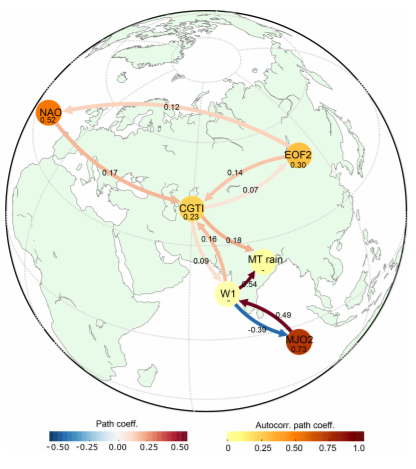 0.12
NAO
0.52
EOF2
0.30
0.17
0.14
0.07
CGTI
0.23
0.16
0.18
0.09
MT rain
-
0.54
W1
-
0.49
-0.39
MJO2
0.73
Path coeff.
Autocorr. path coeff.
-0.50 -0.25 0.00 0.25 0.50
0 0.25 0.50 0.75 1.0